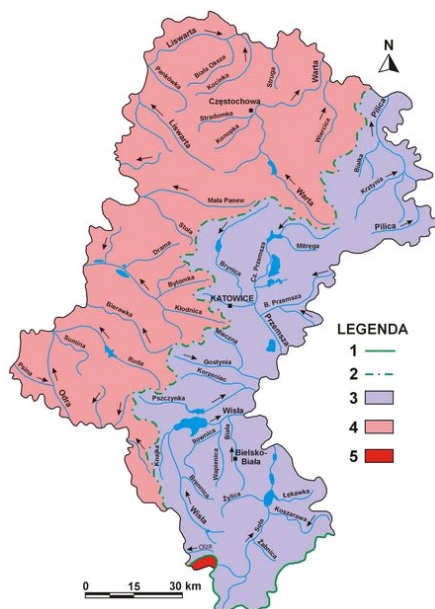 Liswarta
Pankówka
Biała Okaza
Kocinka
Struga
Warta
N
Częstochowa
Stradomka
Konopka
Wiercica
Pilica
Liswarta
Białka
Krztynia
Mała Panew
Warta
Pilica
Stoła
Drama
Brynica
Cz. Przemsza
Mitręga
Bytomka
Bierawka
Kłodnica
KATOWICE
B. Przemsza
Przemsza
Sumina
Ruda
Mleczna
Gostynia
Korzeniec
Psina
Odra
Pszczynka
Wisła
Knajka
Iłownica
Biała
Wapienica
Bielsko-
Biała
Brennica
Żylica
Łękawka
Koszarawa
Wisła
Soła
Żabnica
Olza
LEGENDA
1
2
3
4
5
0 15 30
km